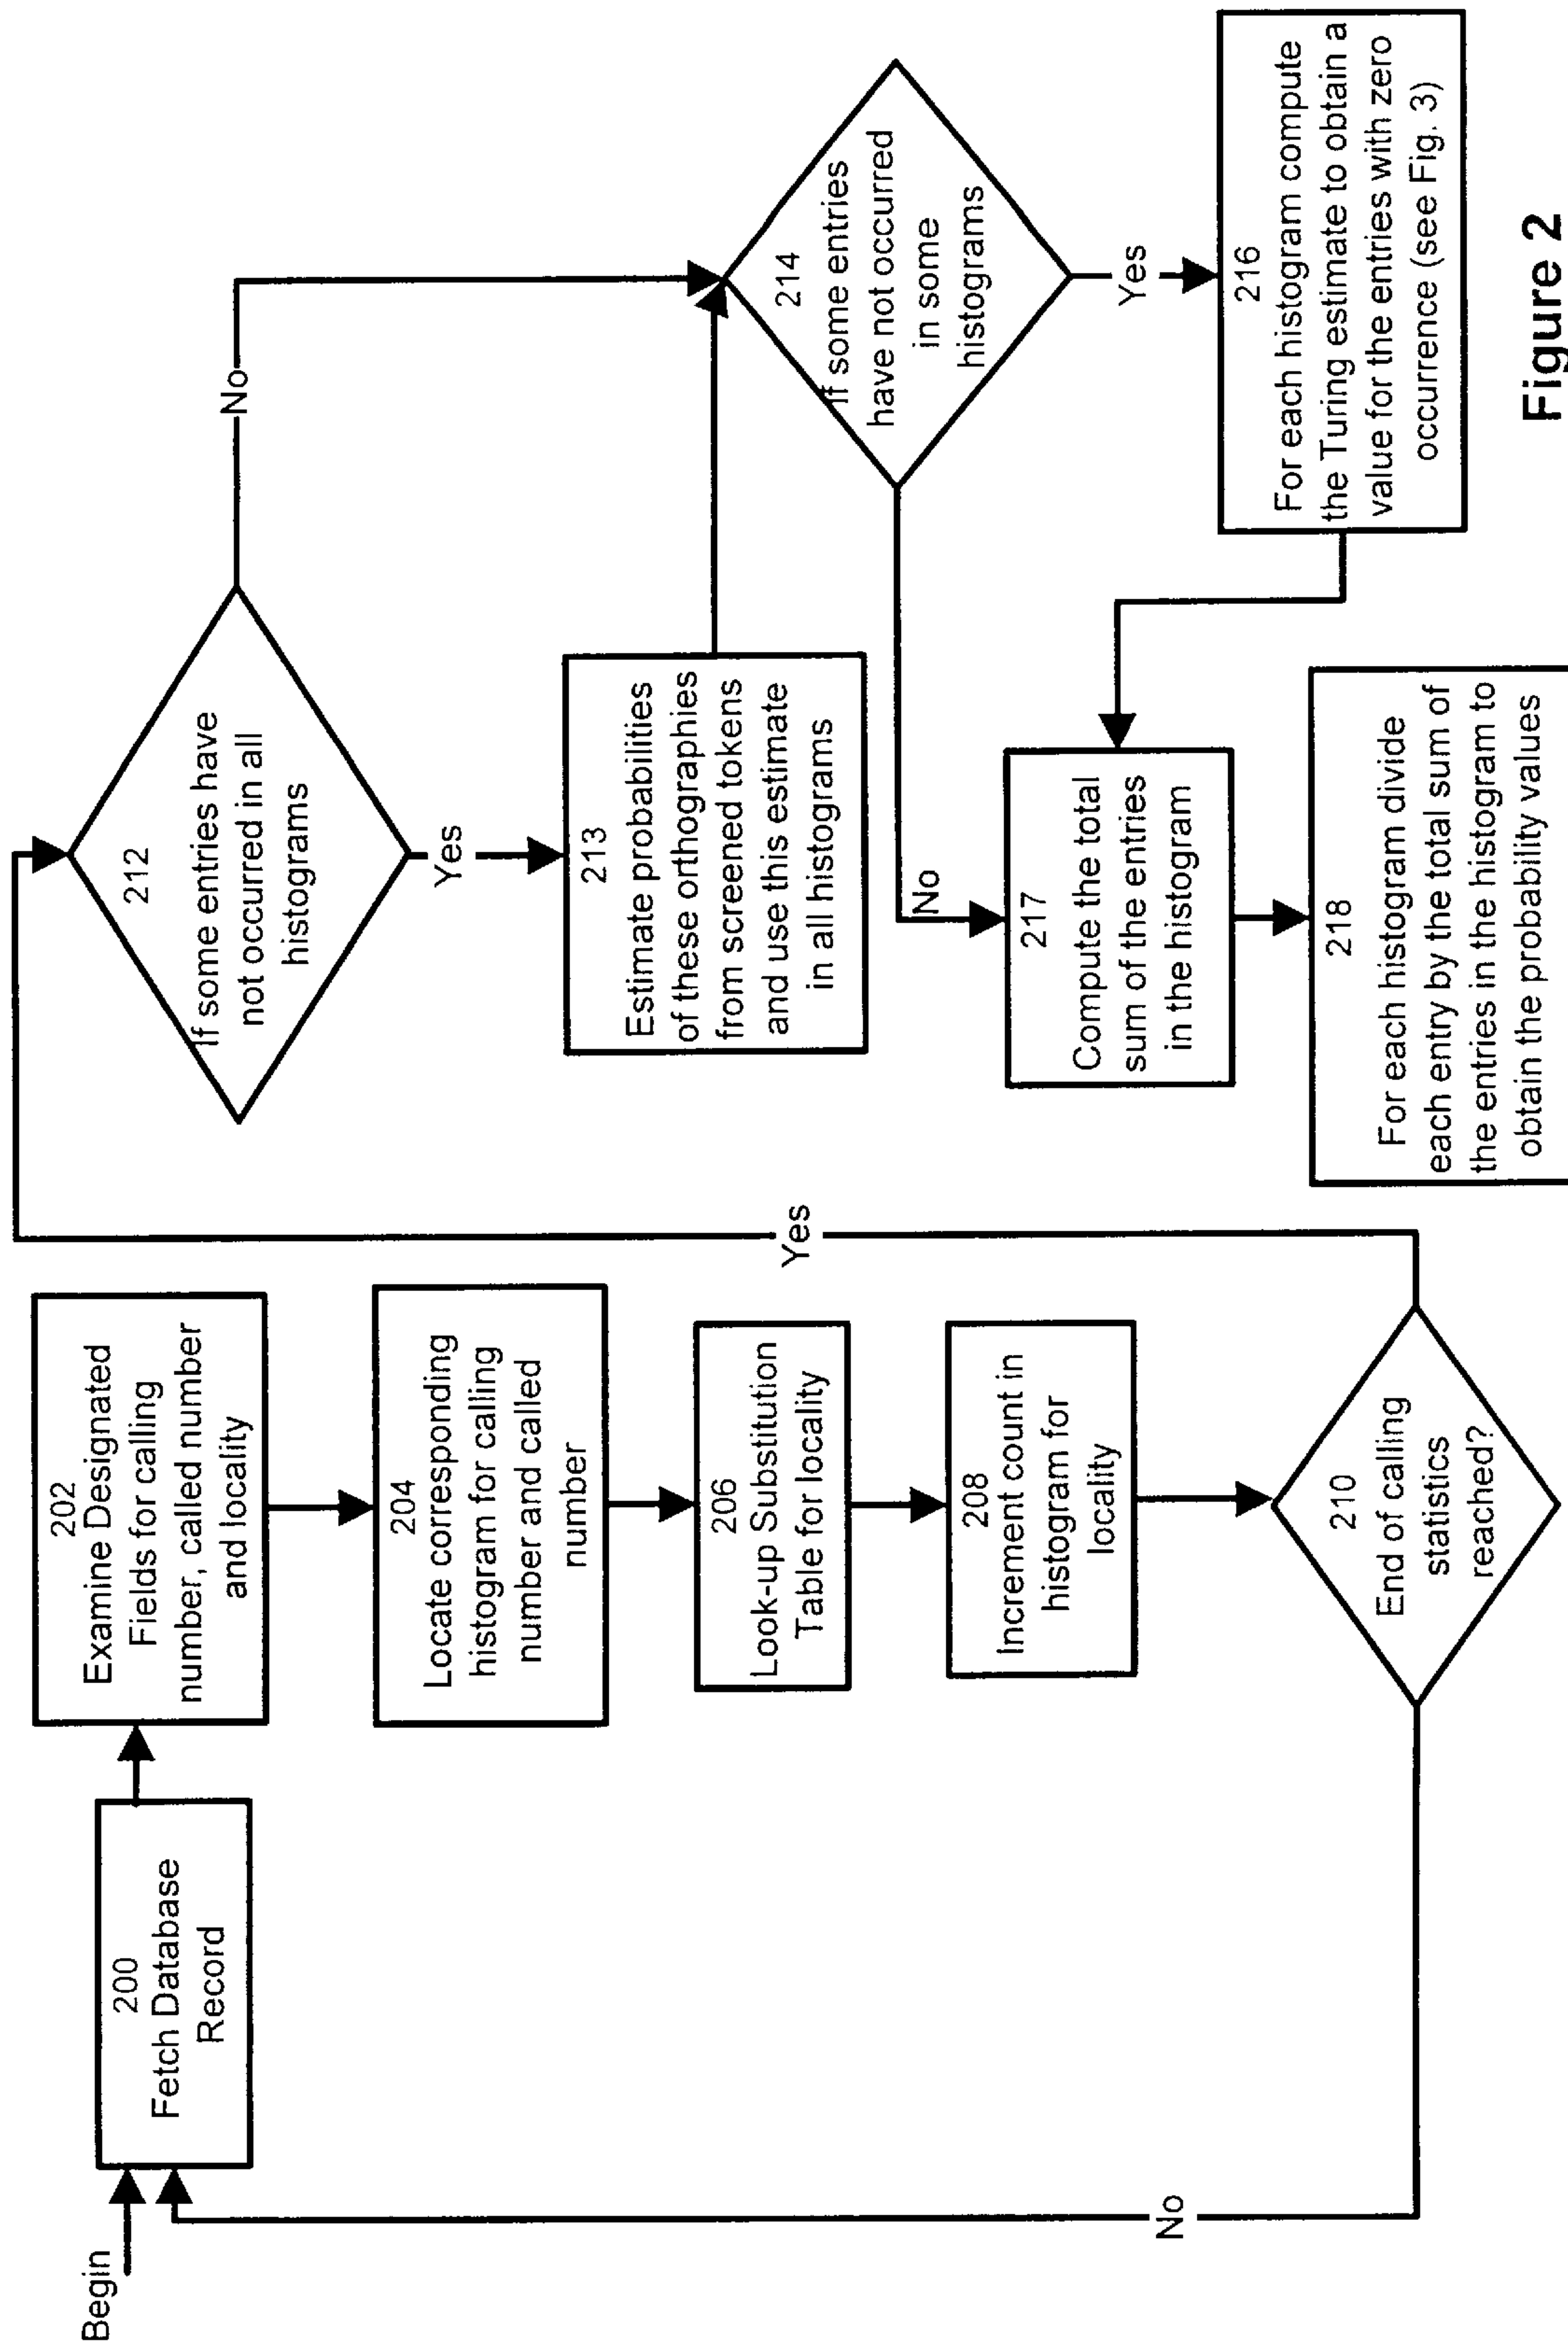 Begin
200
Fetch Database
Record
202
Examine Designated
Fields for calling
number, called number
and locality
204
Locate corresponding
histogram for calling
number and called
number
206
Look-up Substitution
Table for locality
208
Increment count in
histogram for
locality
210
End of calling
statistics
reached?
No
Yes
212
If some entries have
not occurred in all
histograms
No
Yes
213
Estimate probabilities
of these orthographies
from screened tokens
and use this estimate
in all histograms
214
If some entries
have not occurred
in some
histograms
No
Yes
216
For each histogram compute
the Turing estimate to obtain a
value for the entries with zero
occurrence (see Fig. 3)
217
Compute the total
sum of the entries
in the histogram
218
For each histogram divide
each entry by the total sum of
the entries in the histogram to
obtain the probability values
Figure 2